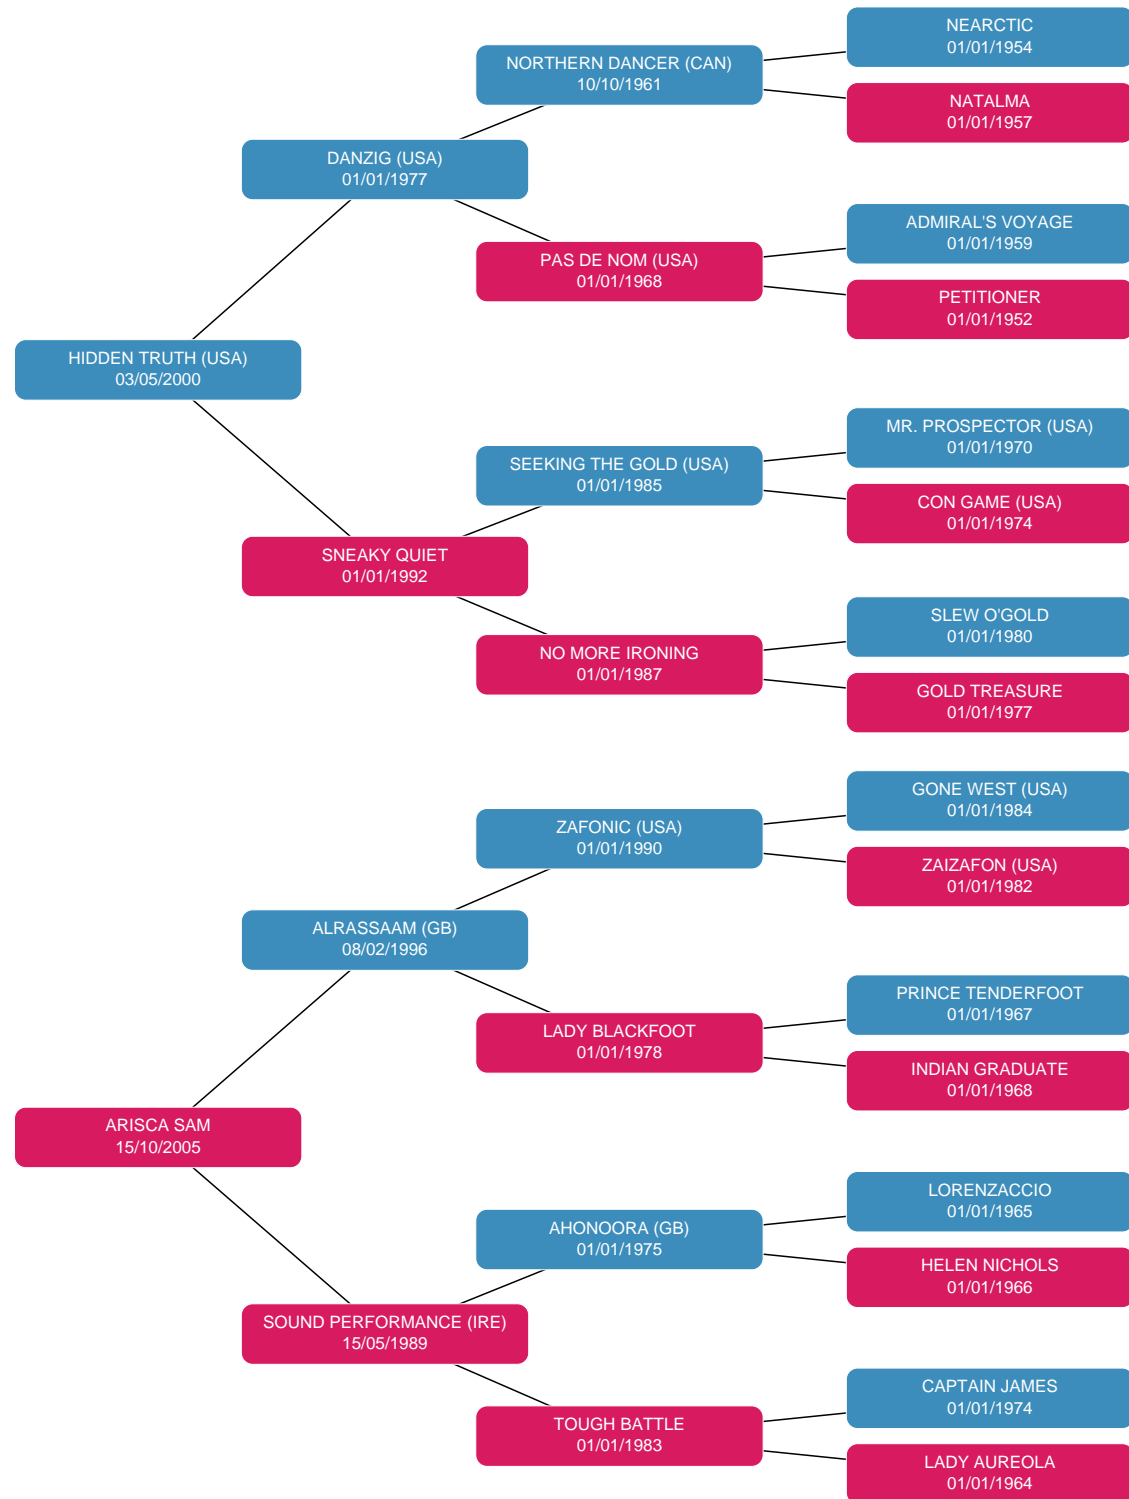 NEARCTIC
01/01/1954
NORTHERN DANCER (CAN)
10/10/1961
NATALMA
01/01/1957
DANZIG (USA)
01/01/1977
ADMIRAL'S VOYAGE
01/01/1959
PAS DE NOM (USA)
01/01/1968
PETITIONER
01/01/1952
HIDDEN TRUTH (USA)
03/05/2000
MR. PROSPECTOR (USA)
01/01/1970
SEEKING THE GOLD (USA)
01/01/1985
CON GAME (USA)
01/01/1974
SNEAKY QUIET
01/01/1992
SLEW O'GOLD
01/01/1980
NO MORE IRONING
01/01/1987
GOLD TREASURE
01/01/1977
GONE WEST (USA)
01/01/1984
ZAFONIC (USA)
01/01/1990
ZAIZAFON (USA)
01/01/1982
ALRASSAAM (GB)
08/02/1996
PRINCE TENDERFOOT
01/01/1967
LADY BLACKFOOT
01/01/1978
INDIAN GRADUATE
01/01/1968
ARISCA SAM
15/10/2005
LORENZACCIO
01/01/1965
AHONOORA (GB)
01/01/1975
HELEN NICHOLS
01/01/1966
SOUND PERFORMANCE (IRE)
15/05/1989
CAPTAIN JAMES
01/01/1974
TOUGH BATTLE
01/01/1983
LADY AUREOLA
01/01/1964